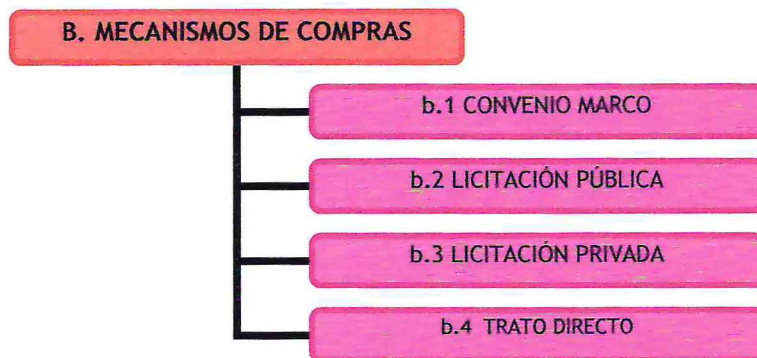 B. MECANISMOS DE COMPRAS
b.1 CONVENIO MARCO
b.2 LICITACIÓN PÚBLICA
b.3 LICITACIÓN PRIVADA
b.4 TRATO DIRECTO